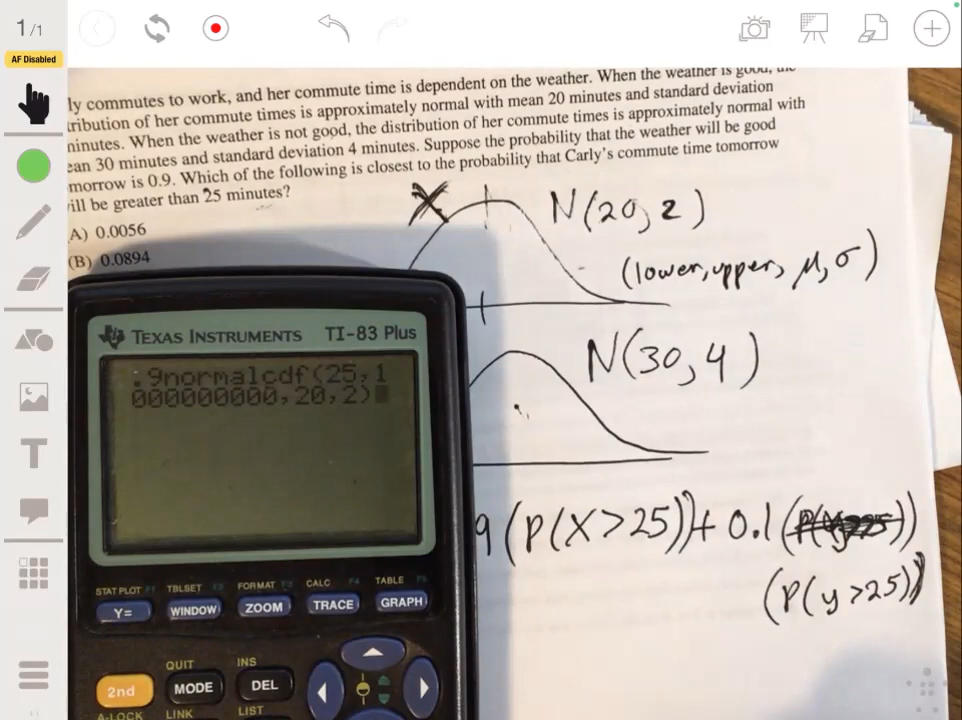 1/1
AF Disabled
ly commutes to work, and her commute time is dependent on the weather. When the weather is good, the
tribution of her commute times is approximately normal with mean 20 minutes and standard deviation
minutes. When the weather is not good, the distribution of her commute times is approximately normal with
ean 30 minutes and standard deviation 4 minutes. Suppose the probability that the weather will be good
morrow is 0.9. Which of the following is closest to the probability that Carly's commute time tomorrow
ill be greater than 25 minutes?
A) 0.0056
(B) 0.0894
X
N(20, 2)
(lower, upper, μ, σ)
N(30, 4)
9 (P(X>25)) + 0.1
(P(y>25))
TEXAS INSTRUMENTS TI-83 Plus
.9normalcdf(25,1
000000000,20,2)
STAT PLOT F1 TBLSET F2 FORMAT F3 CALC F4 TABLE F5
Y= WINDOW ZOOM TRACE GRAPH
QUIT INS
2nd MODE DEL
A-LOCK LINK LIST
T